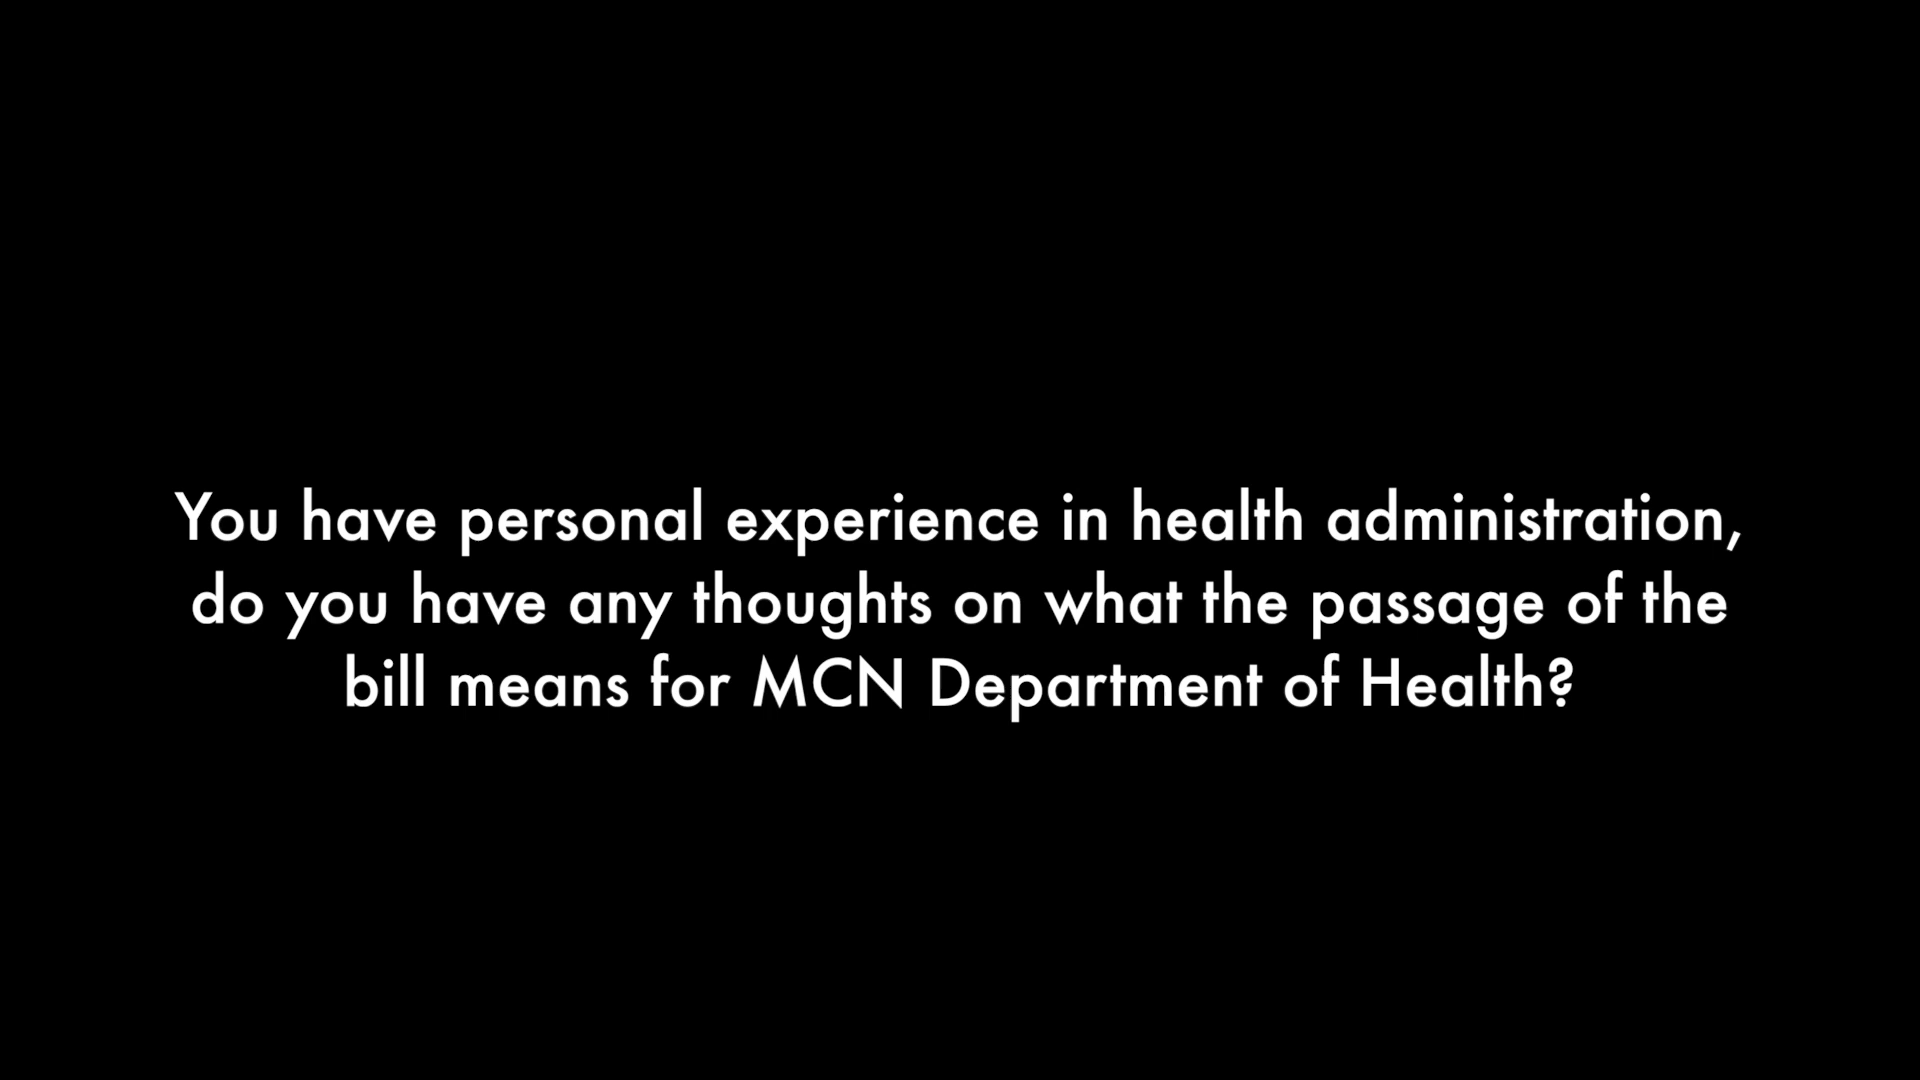 You have personal experience in health administration,
do you have any thoughts on what the passage of the
bill means for MCN Department of Health?